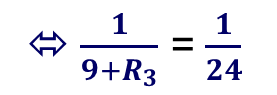 ⇔ 1/(9+R₃) = 1/24